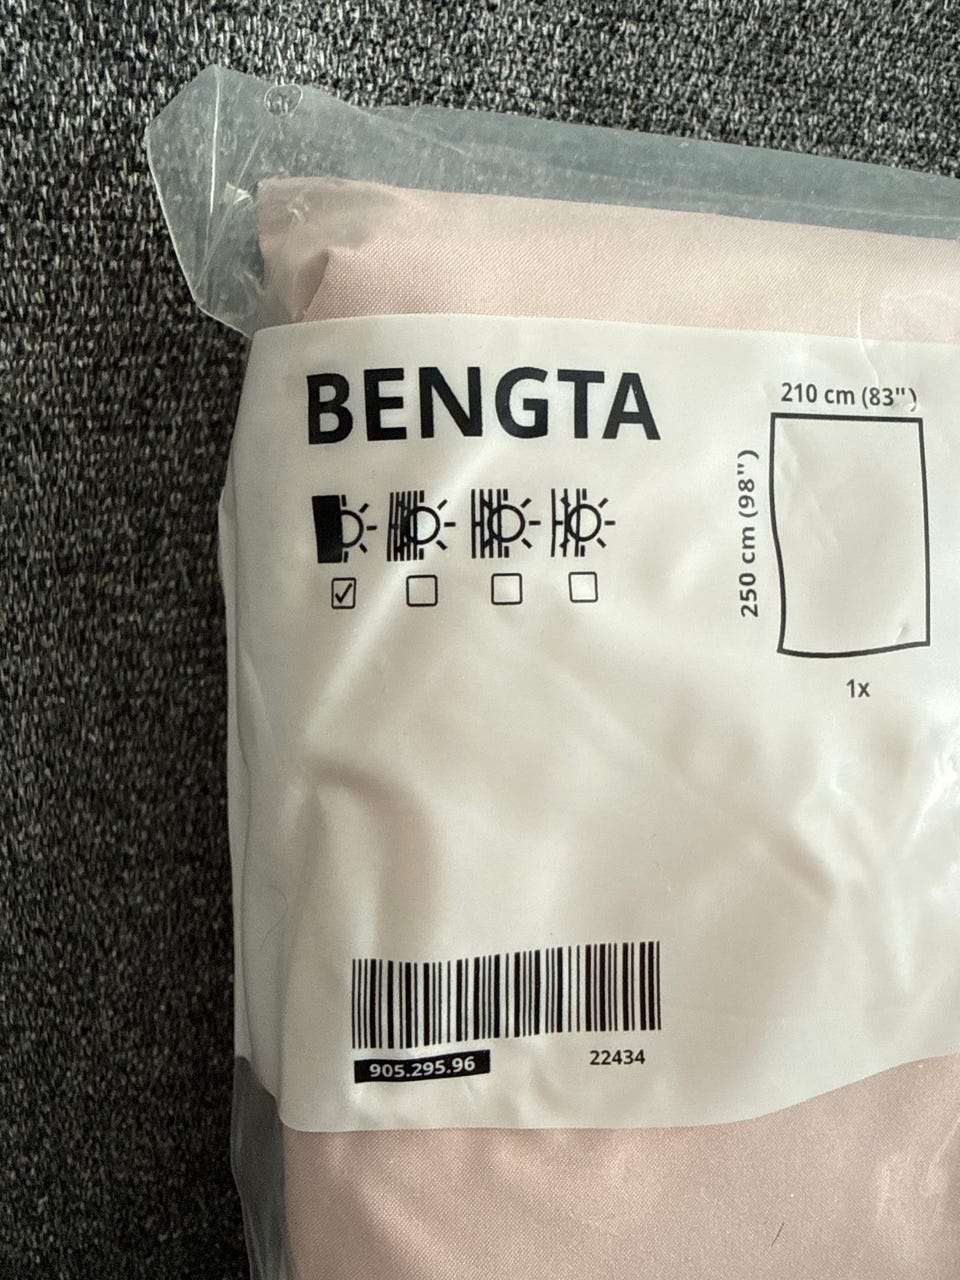 BENGTA
210 cm (83")
250 cm (98")
1x
905.295.96
22434